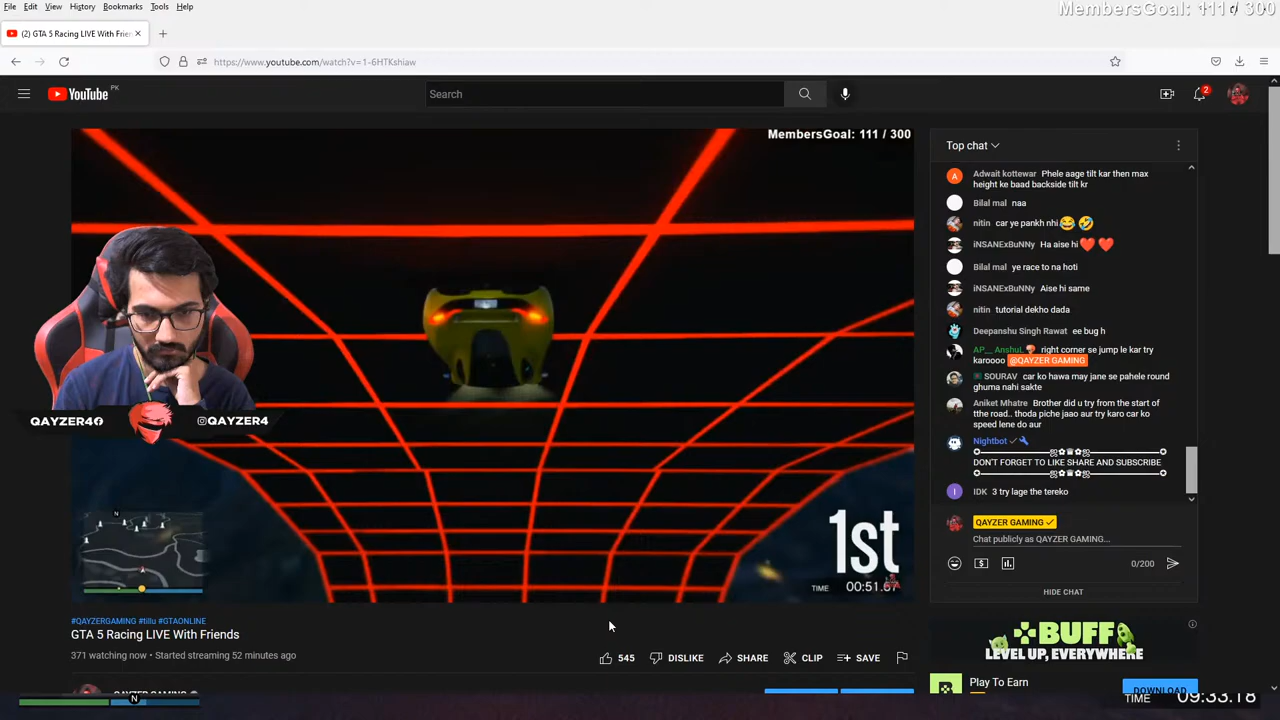 File Edit View History Bookmarks Tools Help
MembersGoal: 111 / 300
(2) GTA 5 Racing LIVE With Frien
https://www.youtube.com/watch?v=1-6HTKshiaw
YouTube PK
Search
2
MembersGoal: 111 / 300
QAYZER4
QAYZER4
N
1st
TIME 00:51.67
#QAYZERGAMING #tillu #GTAONLINE
GTA 5 Racing LIVE With Friends
371 watching now • Started streaming 52 minutes ago
545 DISLIKE SHARE CLIP SAVE
QAYZER GAMING
N
Top chat
Adwait kottewar Phele aage tilt kar then max
height ke baad backside tilt kr
Bilal mal naa
nitin car ye pankh nhi😂 🤣
iNSANExBuNNy Ha aise hi❤️ ❤️
Bilal mal ye race to na hoti
iNSANExBuNNy Aise hi same
nitin tutorial dekho dada
Deepanshu Singh Rawat ee bug h
AP__ Anshul right corner se jump le kar try
karoooo @QAYZER GAMING
SOURAV car ko hawa may jane se pahele round
ghuma nahi sakte
Aniket Mhatre Brother did u try from the start of
tthe road.. thoda piche jaao aur try karo car ko
speed lene do aur
Nightbot
DON'T FORGET TO LIKE SHARE AND SUBSCRIBE
I IDK 3 try lage the tereko
QAYZER GAMING
Chat publicly as QAYZER GAMING...
0/200
HIDE CHAT
BUFF
LEVEL UP, EVERYWHERE!
Play To Earn
DOWNLOAD
TIME 09:33.18